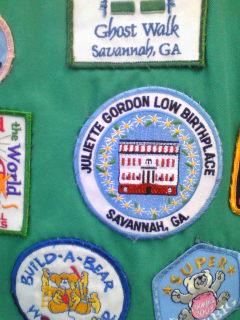 Ghost Walk
Savannah, GA
JULIETTE GORDON LOW BIRTHPLACE
SAVANNAH, GA.
the World
BUILD-A-BEAR
SUPER